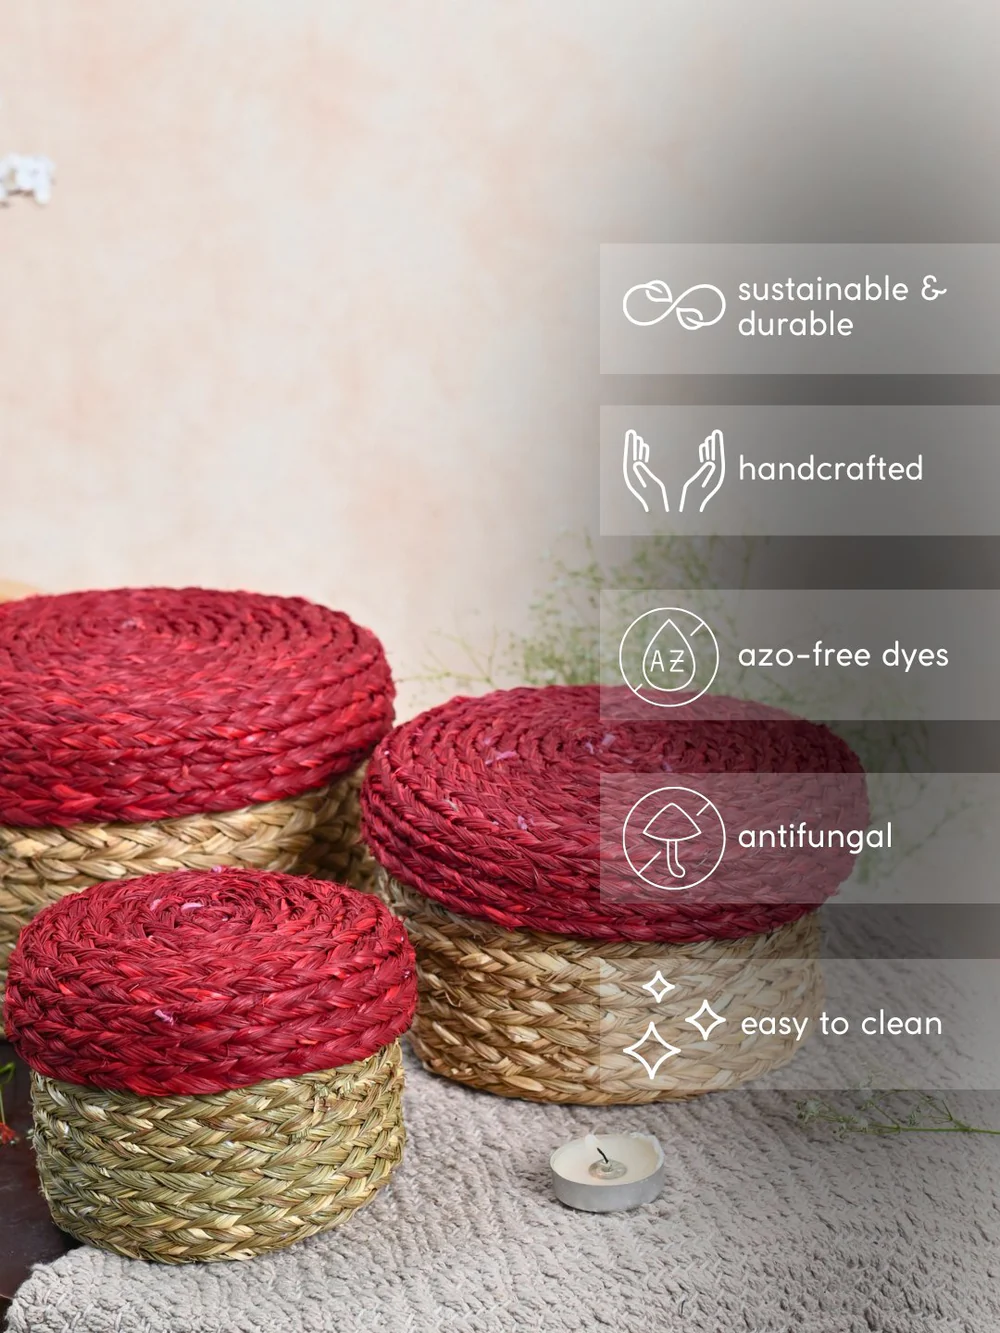 sustainable &
durable
handcrafted
AZ
azo-free dyes
antifungal
easy to clean